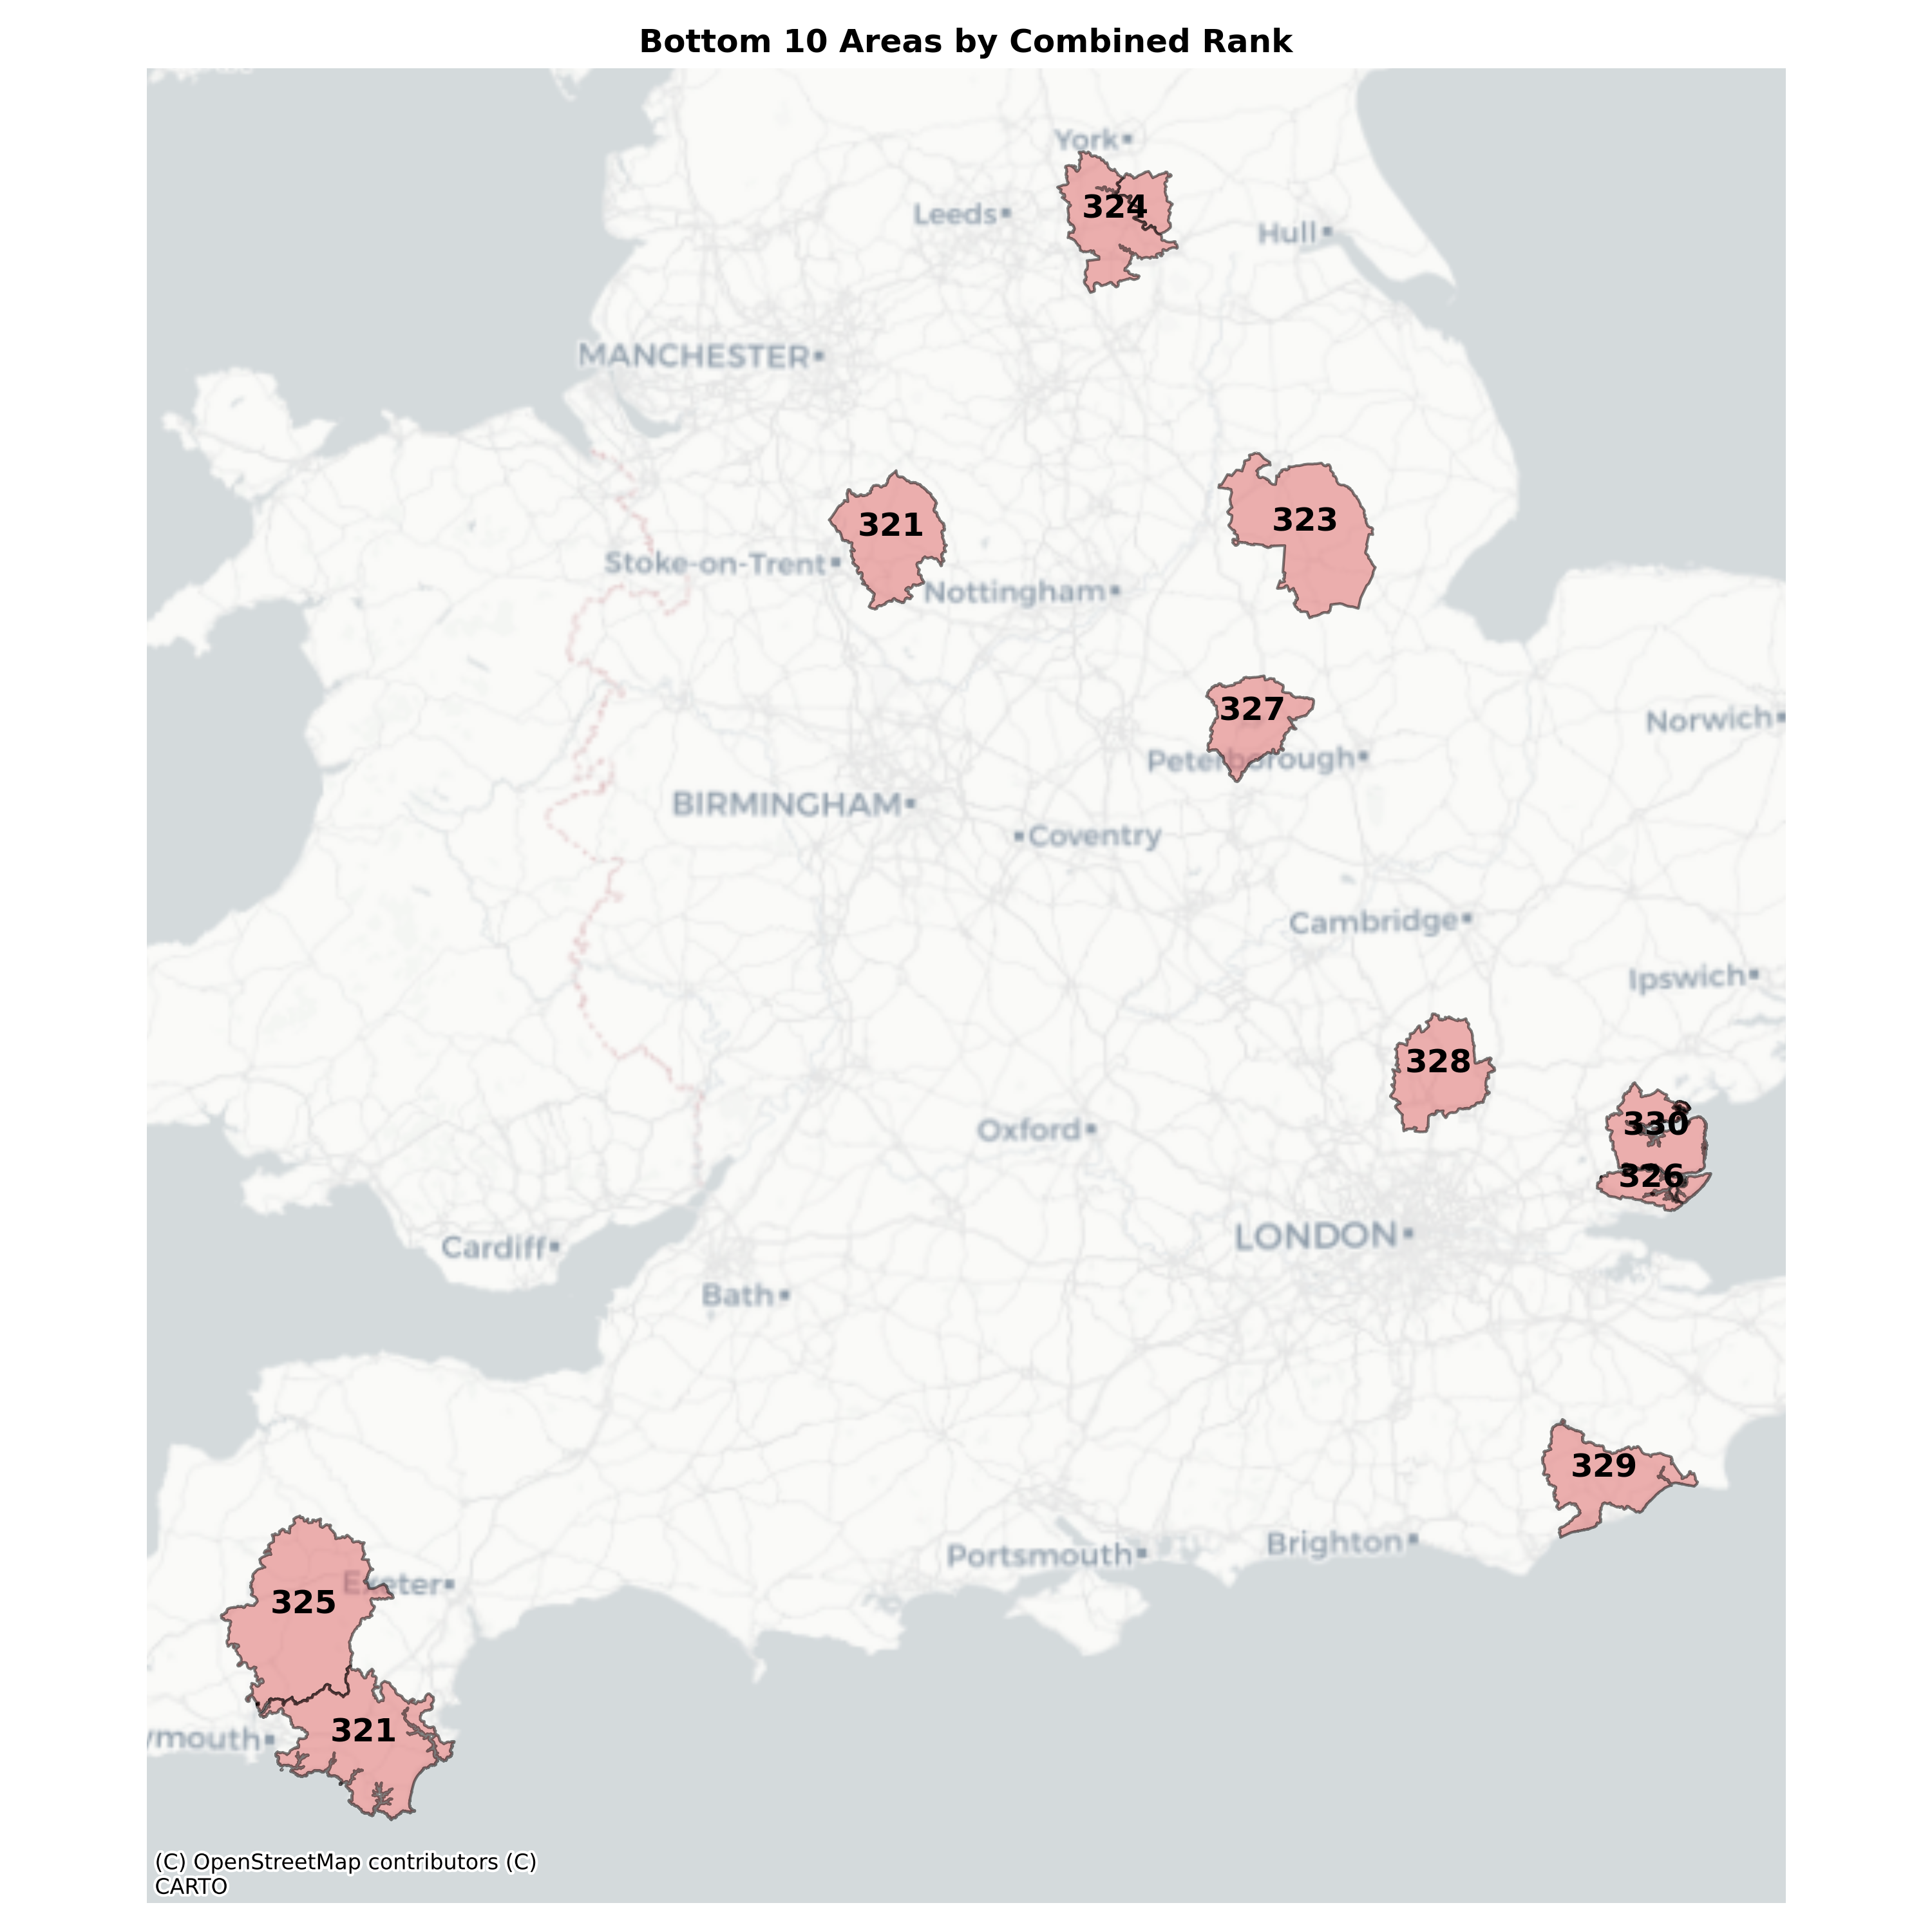 Bottom 10 Areas by Combined Rank
York
324
Leeds
Hull
MANCHESTER
321
323
Stoke-on-Trent
Nottingham
327
Norwich
Peterborough
BIRMINGHAM
Coventry
Cambridge
Ipswich
328
330
Oxford
326
LONDON
Cardiff
Bath
329
Portsmouth
Brighton
Exeter
325
321
ymouth
(C) OpenStreetMap contributors (C)
CARTO